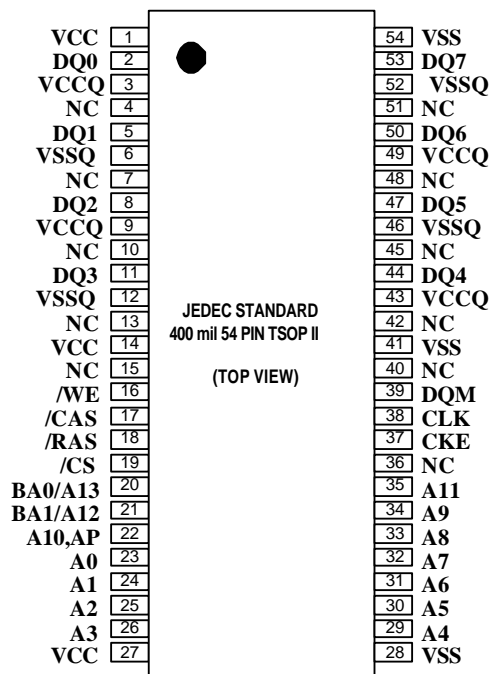 VCC 1 54 VSS
DQ0 2 53 DQ7
VCCQ 3 52 VSSQ
NC 4 51 NC
DQ1 5 50 DQ6
VSSQ 6 49 VCCQ
NC 7 48 NC
DQ2 8 47 DQ5
VCCQ 9 46 VSSQ
NC 10 45 NC
DQ3 11 44 DQ4
VSSQ 12 43 VCCQ
JEDEC STANDARD
NC 13 42 NC
400 mil 54 PIN TSOP II
VCC 14 41 VSS
NC 15 40 NC
(TOP VIEW)
/WE 16 39 DQM
/CAS 17 38 CLK
/RAS 18 37 CKE
/CS 19 36 NC
BA0/A13 20 35 A11
BA1/A12 21 34 A9
A10,AP 22 33 A8
A0 23 32 A7
A1 24 31 A6
A2 25 30 A5
A3 26 29 A4
VCC 27 28 VSS